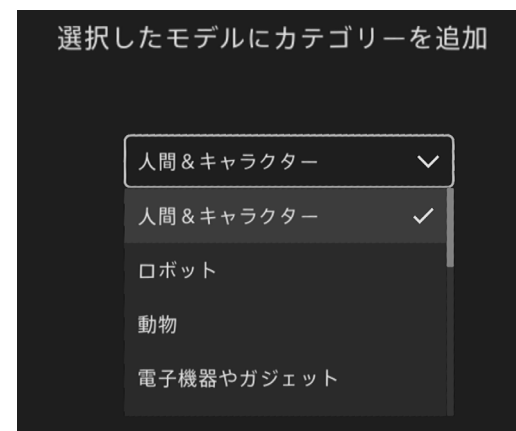 選択したモデルにカテゴリーを追加
人間＆キャラクター
人間＆キャラクター
ロボット
動物
電子機器やガジェット